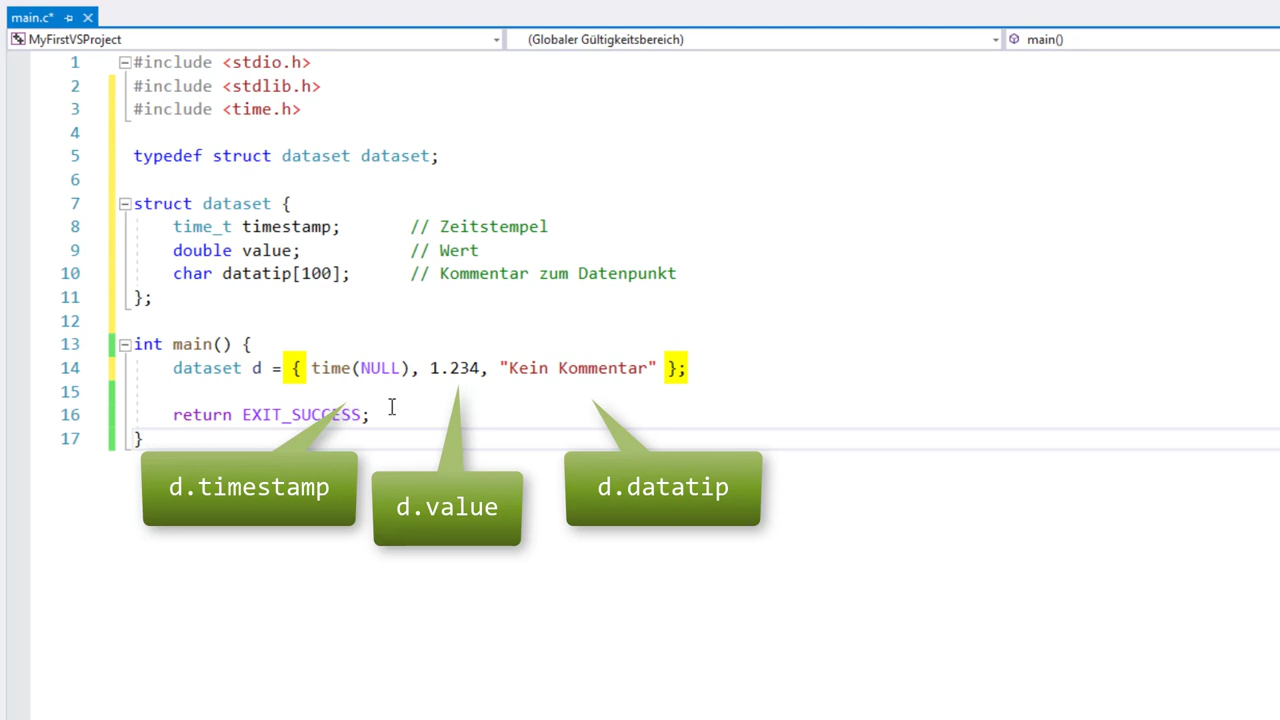 main.c*
MyFirstVSProject (Globaler Gültigkeitsbereich) main()
1 #include <stdio.h>
2 #include <stdlib.h>
3 #include <time.h>
4
5 typedef struct dataset dataset;
6
7 struct dataset {
8 time_t timestamp; // Zeitstempel
9 double value; // Wert
10 char datatip[100]; // Kommentar zum Datenpunkt
11 };
12
13 int main() {
14 dataset d = { time(NULL), 1.234, "Kein Kommentar" };
15
16 return EXIT_SUCCESS;
17 }
d.timestamp
d.value
d.datatip